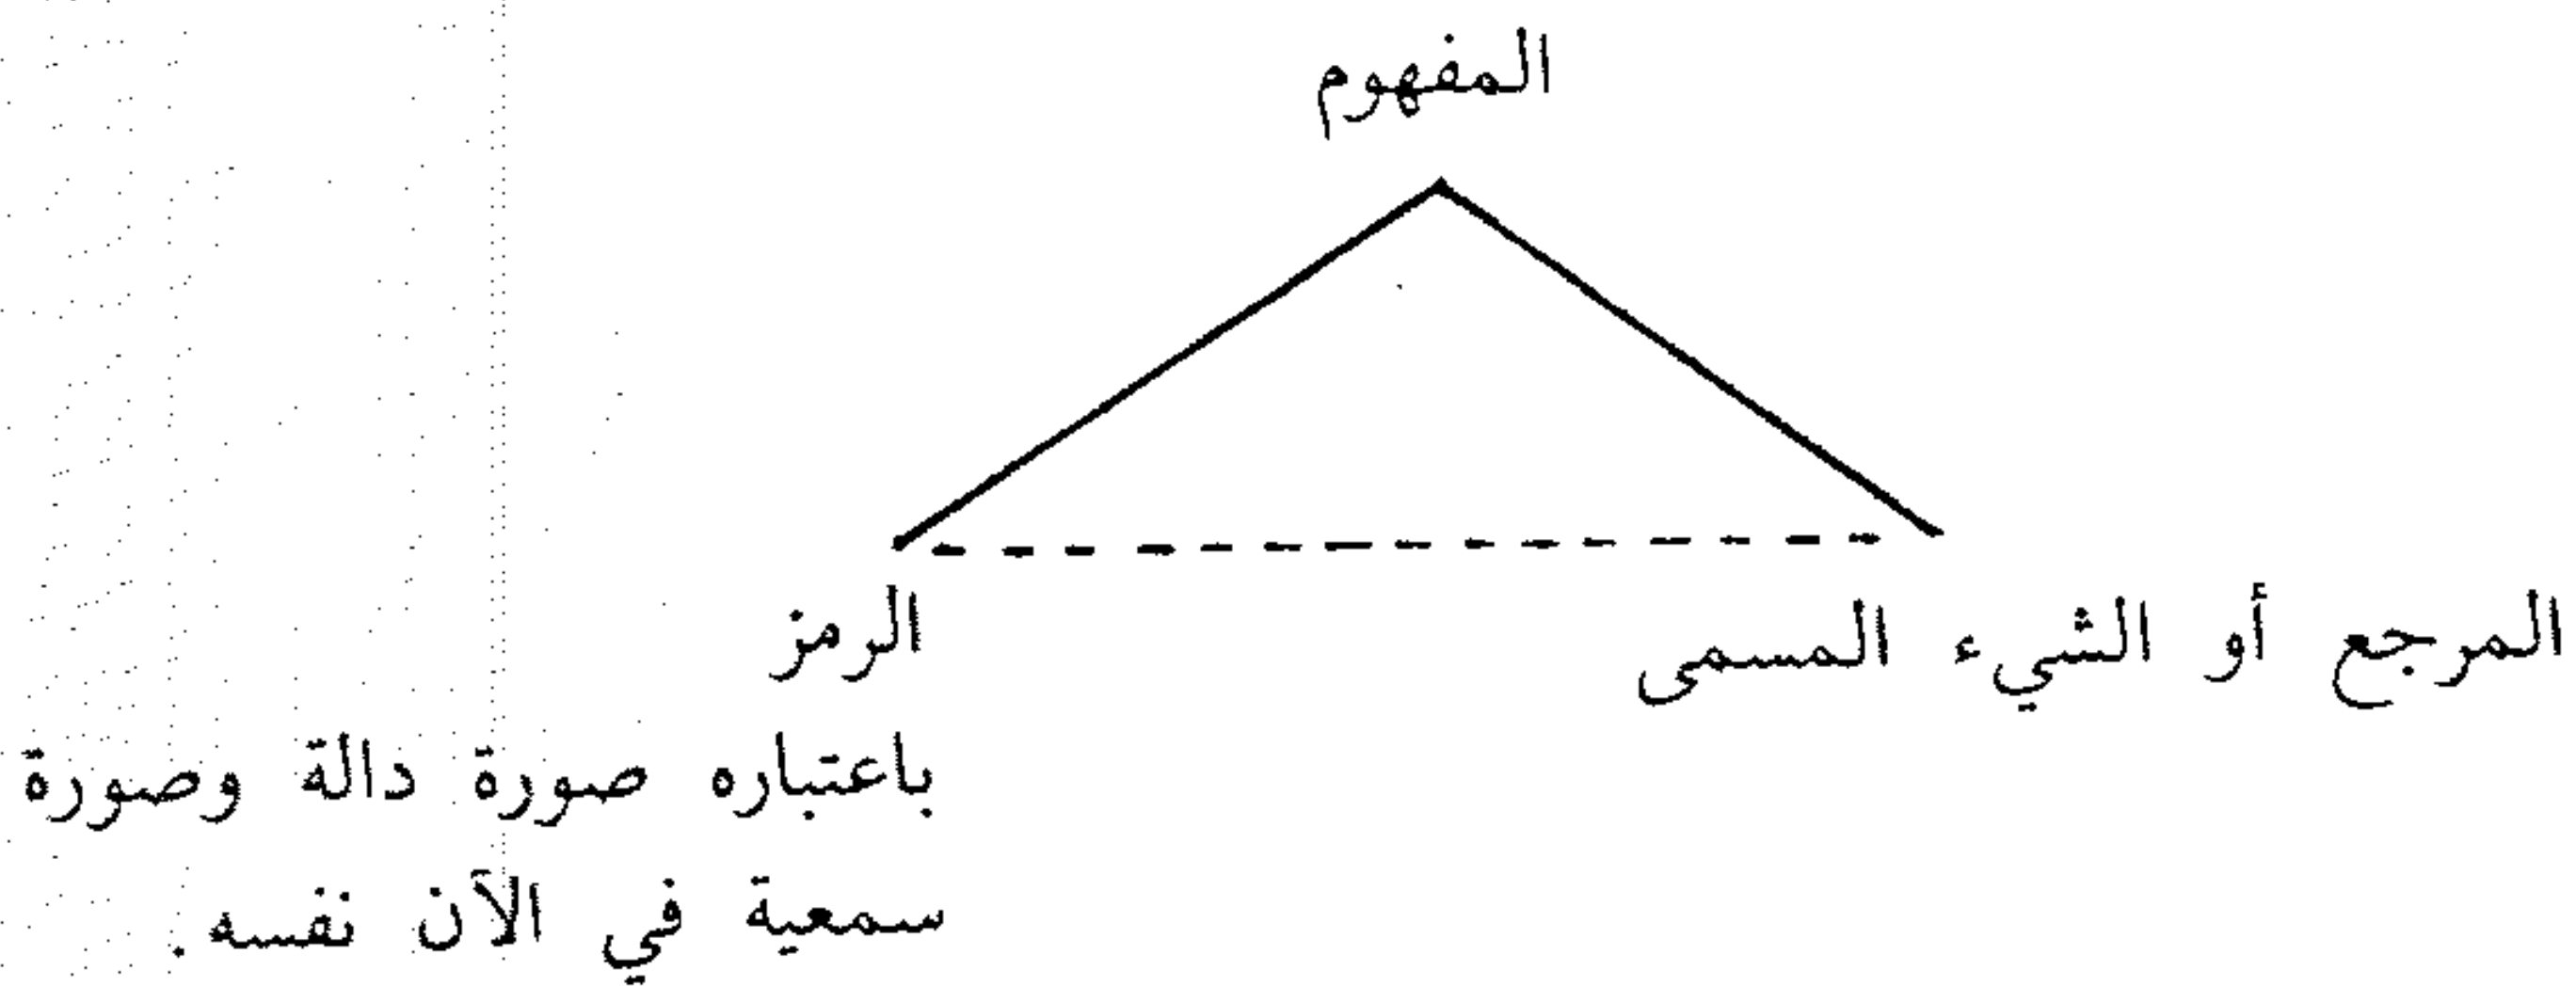 المفهوم
المرجع أو الشيء المسمى
الرمز
باعتباره صورة دالة وصورة
سمعية في الآن نفسه.